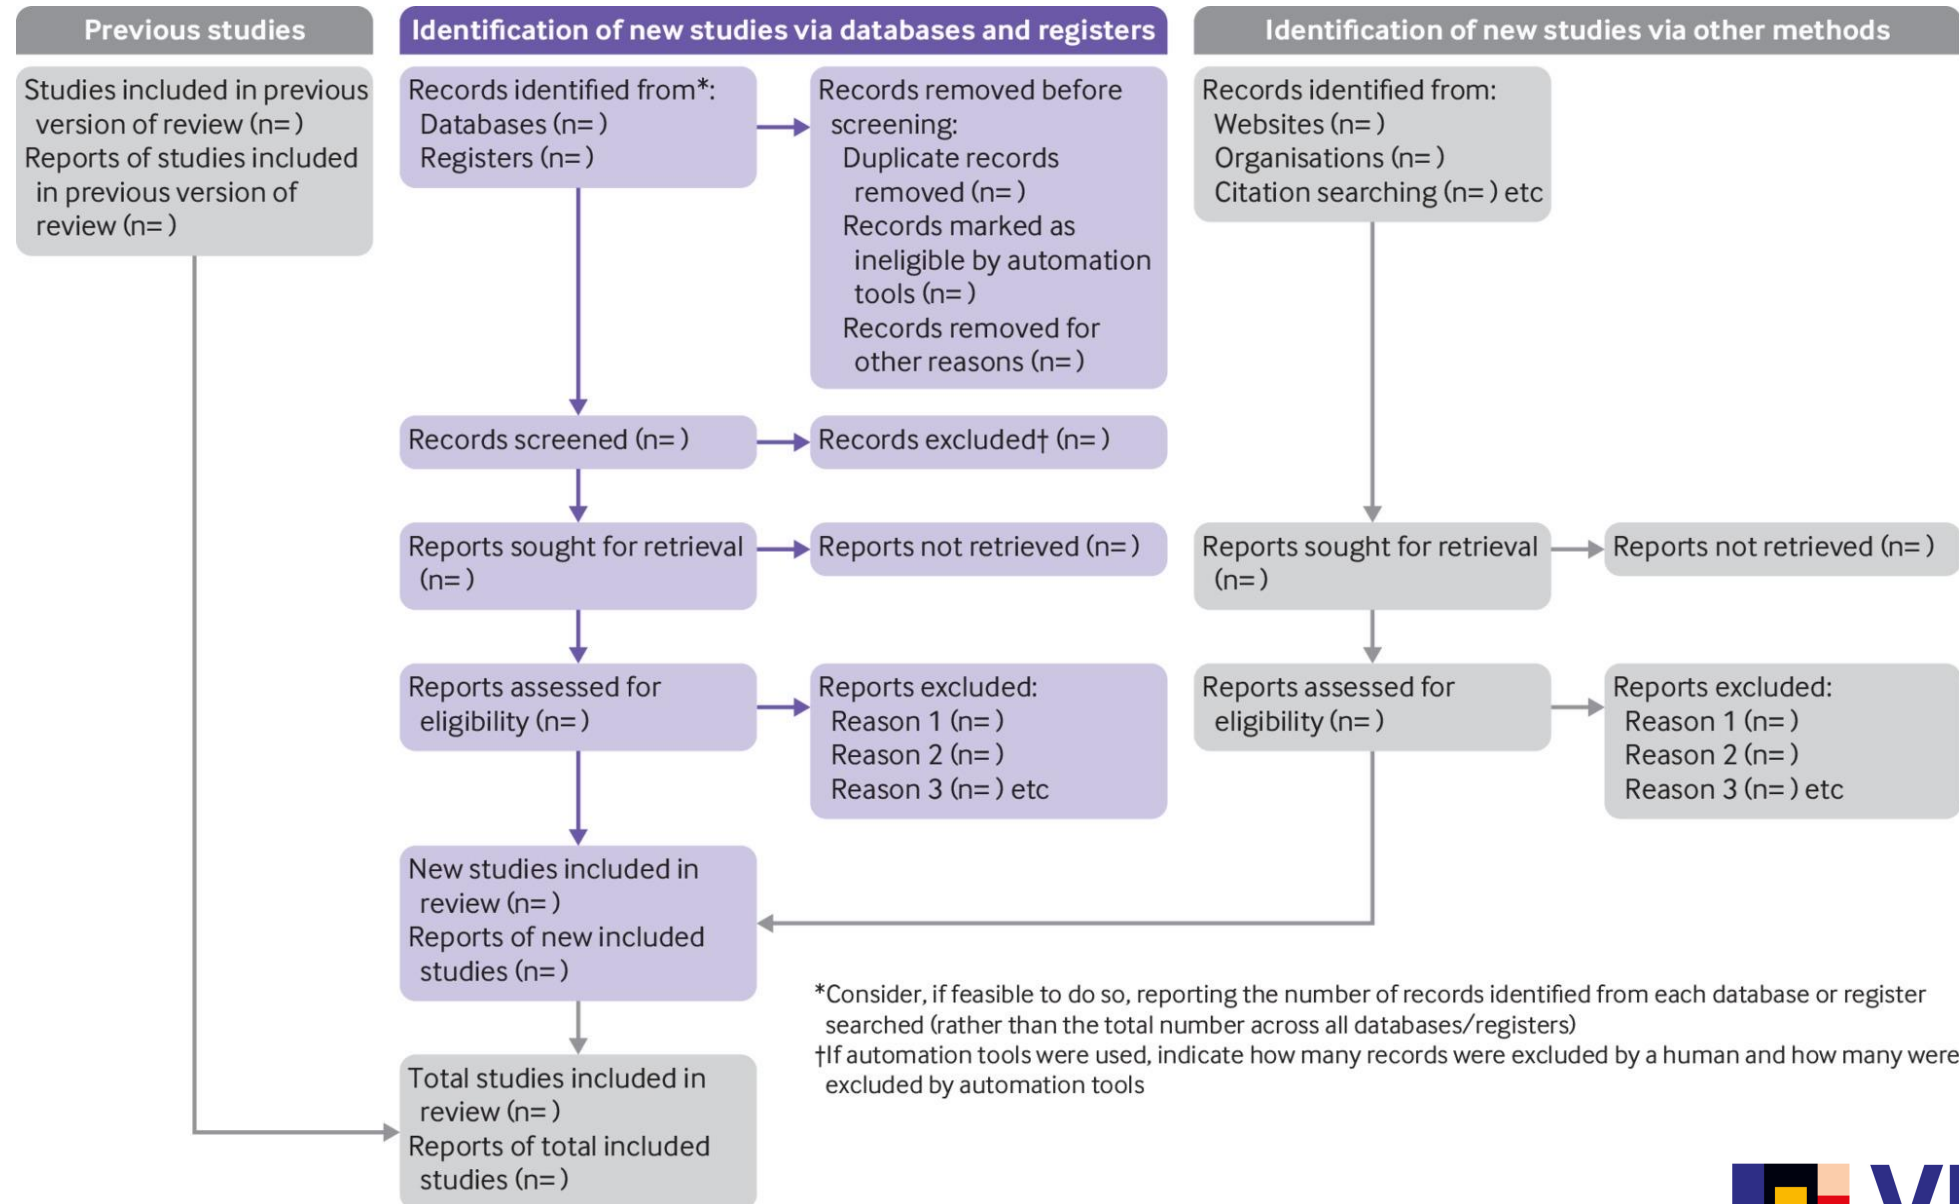 Previous studies
Studies included in previous
version of review (n= )
Reports of studies included
in previous version of
review (n= )
Identification of new studies via databases and registers
Records identified from*:
Databases (n= )
Registers (n= )
Records removed before
screening:
Duplicate records
removed (n= )
Records marked as
ineligible by automation
tools (n= )
Records removed for
other reasons (n= )
Records screened (n= )
Records excluded† (n= )
Reports sought for retrieval
(n= )
Reports not retrieved (n= )
Reports assessed for
eligibility (n= )
Reports excluded:
Reason 1 (n= )
Reason 2 (n= )
Reason 3 (n= ) etc
New studies included in
review (n= )
Reports of new included
studies (n= )
Total studies included in
review (n= )
Reports of total included
studies (n= )
Identification of new studies via other methods
Records identified from:
Websites (n= )
Organisations (n= )
Citation searching (n= ) etc
Reports sought for retrieval
(n= )
Reports not retrieved (n= )
Reports assessed for
eligibility (n= )
Reports excluded:
Reason 1 (n= )
Reason 2 (n= )
Reason 3 (n= ) etc
*Consider, if feasible to do so, reporting the number of records identified from each database or register
searched (rather than the total number across all databases/registers)
†If automation tools were used, indicate how many records were excluded by a human and how many were
excluded by automation tools